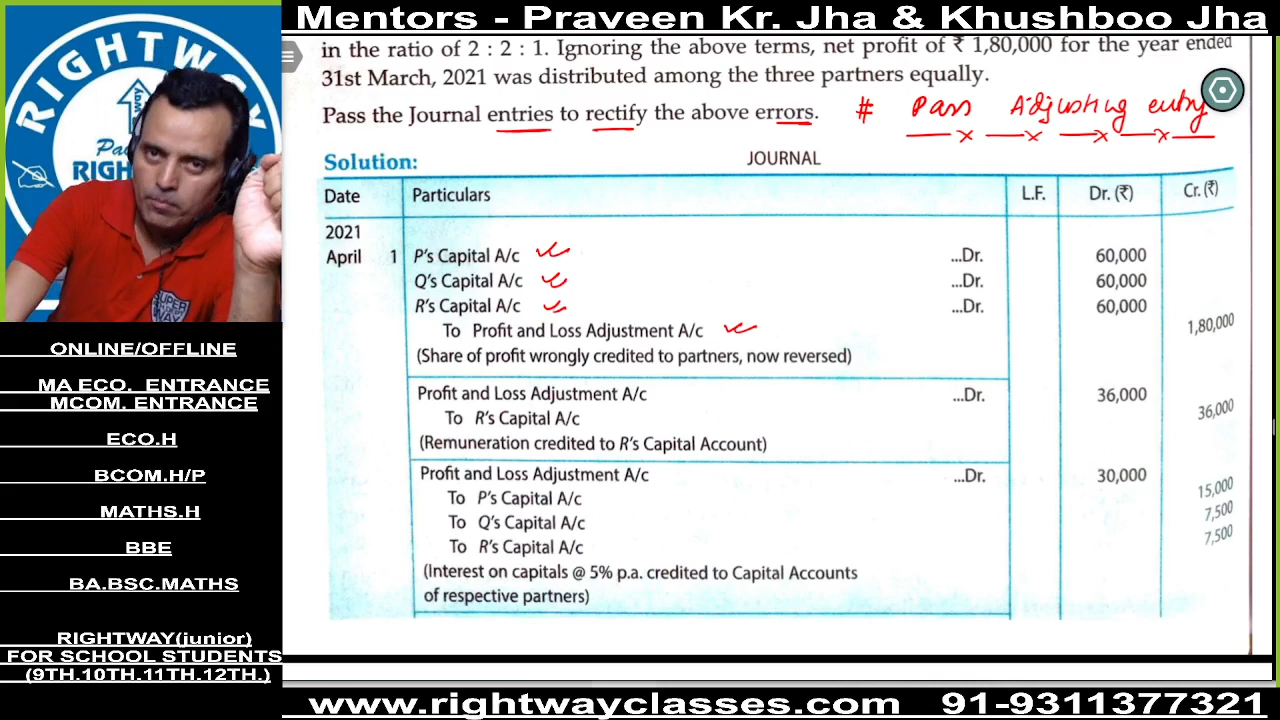 Mentors - Praveen Kr. Jha & Khushboo Jha
in the ratio of 2 : 2 : 1. Ignoring the above terms, net profit of ₹ 1,80,000 for the year ended
31st March, 2021 was distributed among the three partners equally.
Pass the Journal entries to rectify the above errors. # Pass Adjusting entry
Solution: JOURNAL
Date Particulars L.F. Dr. (₹) Cr. (₹)
2021
April 1 P's Capital A/c ...Dr. 60,000
Q's Capital A/c ...Dr. 60,000
R's Capital A/c ...Dr. 60,000
To Profit and Loss Adjustment A/c 1,80,000
(Share of profit wrongly credited to partners, now reversed)
Profit and Loss Adjustment A/c ...Dr. 36,000
To R's Capital A/c 36,000
(Remuneration credited to R's Capital Account)
Profit and Loss Adjustment A/c ...Dr. 30,000
To P's Capital A/c 15,000
To Q's Capital A/c 7,500
To R's Capital A/c 7,500
(Interest on capitals @ 5% p.a. credited to Capital Accounts
of respective partners)
RIGHTWAY
way
RIGHTW
ONLINE/OFFLINE
MA ECO. ENTRANCE
MCOM. ENTRANCE
ECO.H
BCOM.H/P
MATHS.H
BBE
BA.BSC.MATHS
RIGHTWAY(junior)
FOR SCHOOL STUDENTS
(9TH.10TH.11TH.12TH.)
www.rightwayclasses.com 91-9311377321